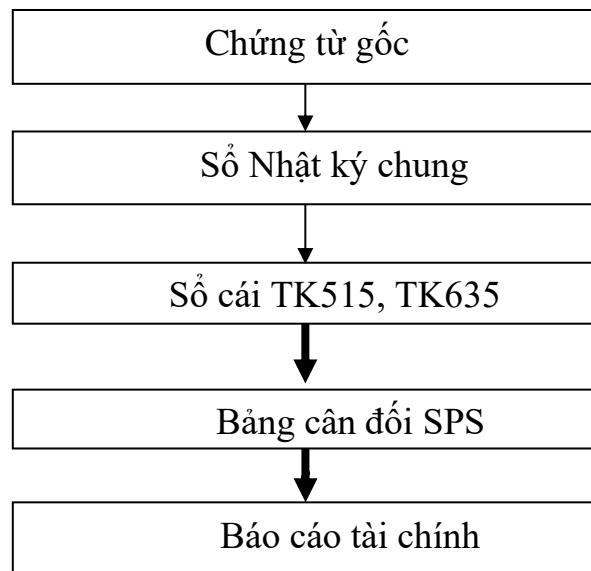 Chứng từ gốc
Sổ Nhật ký chung
Sổ cái TK515, TK635
Bảng cân đối SPS
Báo cáo tài chính